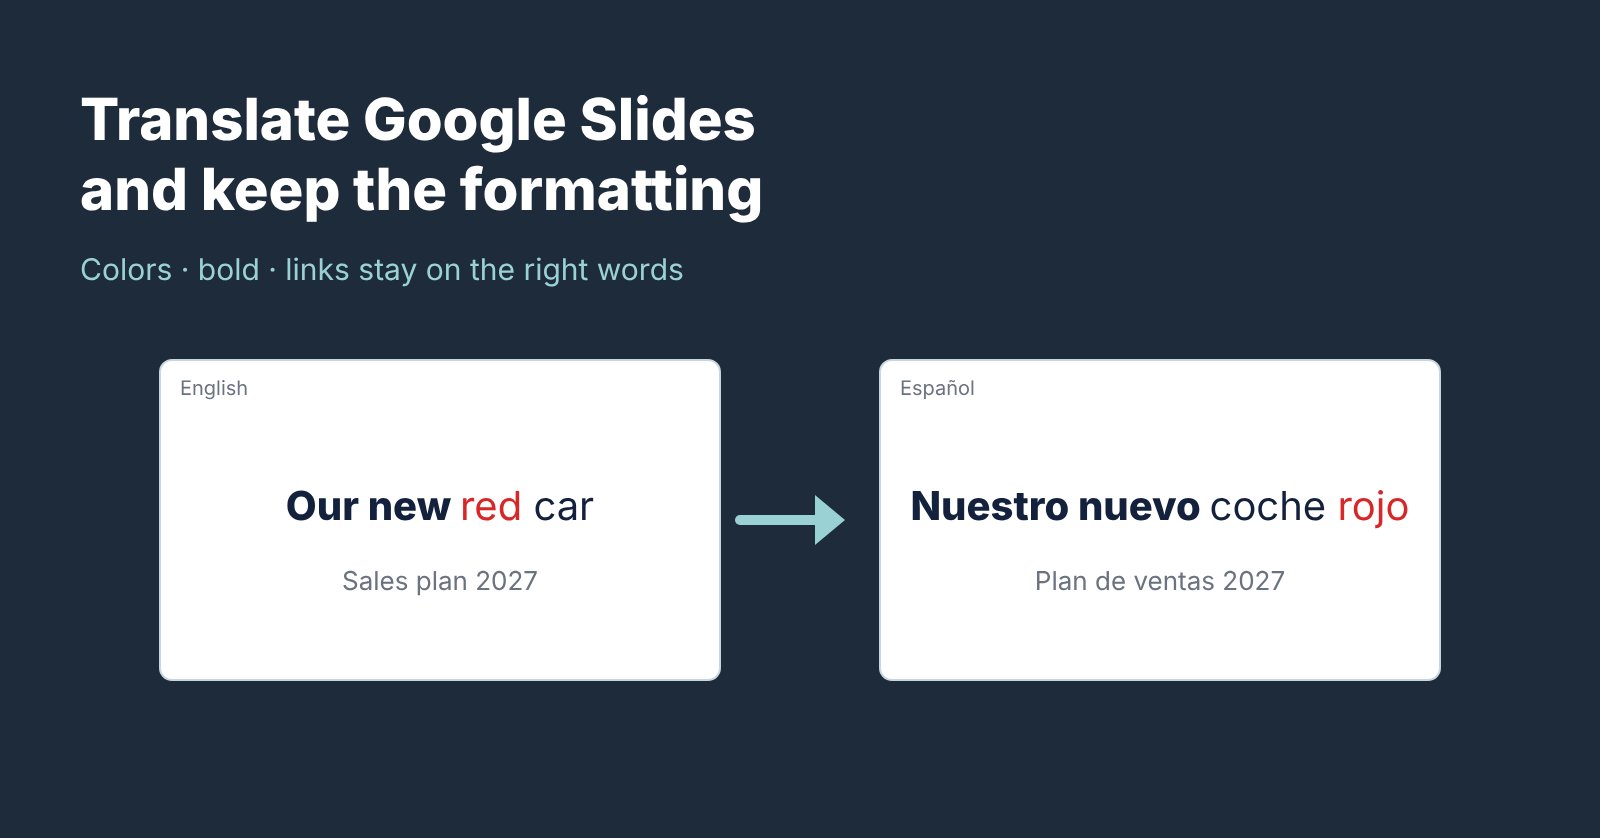 Translate Google Slides
and keep the formatting
Colors · bold · links stay on the right words
English
Our new red car
Sales plan 2027
Español
Nuestro nuevo coche rojo
Plan de ventas 2027